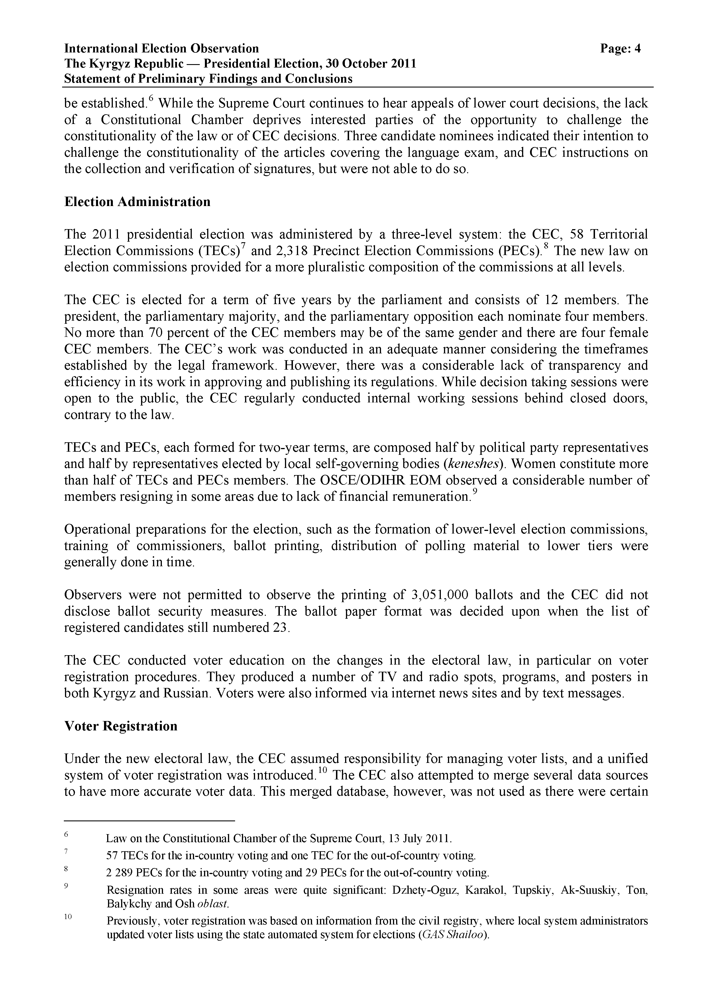 International Election Observation Page: 4
The Kyrgyz Republic — Presidential Election, 30 October 2011
Statement of Preliminary Findings and Conclusions
be established.6 While the Supreme Court continues to hear appeals of lower court decisions, the lack
of a Constitutional Chamber deprives interested parties of the opportunity to challenge the
constitutionality of the law or of CEC decisions. Three candidate nominees indicated their intention to
challenge the constitutionality of the articles covering the language exam, and CEC instructions on
the collection and verification of signatures, but were not able to do so.
Election Administration
The 2011 presidential election was administered by a three-level system: the CEC, 58 Territorial
Election Commissions (TECs)7 and 2,318 Precinct Election Commissions (PECs).8 The new law on
election commissions provided for a more pluralistic composition of the commissions at all levels.
The CEC is elected for a term of five years by the parliament and consists of 12 members. The
president, the parliamentary majority, and the parliamentary opposition each nominate four members.
No more than 70 percent of the CEC members may be of the same gender and there are four female
CEC members. The CEC’s work was conducted in an adequate manner considering the timeframes
established by the legal framework. However, there was a considerable lack of transparency and
efficiency in its work in approving and publishing its regulations. While decision taking sessions were
open to the public, the CEC regularly conducted internal working sessions behind closed doors,
contrary to the law.
TECs and PECs, each formed for two-year terms, are composed half by political party representatives
and half by representatives elected by local self-governing bodies (keneshes). Women constitute more
than half of TECs and PECs members. The OSCE/ODIHR EOM observed a considerable number of
members resigning in some areas due to lack of financial remuneration.9
Operational preparations for the election, such as the formation of lower-level election commissions,
training of commissioners, ballot printing, distribution of polling material to lower tiers were
generally done in time.
Observers were not permitted to observe the printing of 3,051,000 ballots and the CEC did not
disclose ballot security measures. The ballot paper format was decided upon when the list of
registered candidates still numbered 23.
The CEC conducted voter education on the changes in the electoral law, in particular on voter
registration procedures. They produced a number of TV and radio spots, programs, and posters in
both Kyrgyz and Russian. Voters were also informed via internet news sites and by text messages.
Voter Registration
Under the new electoral law, the CEC assumed responsibility for managing voter lists, and a unified
system of voter registration was introduced.10 The CEC also attempted to merge several data sources
to have more accurate voter data. This merged database, however, was not used as there were certain
6 Law on the Constitutional Chamber of the Supreme Court, 13 July 2011.
7 57 TECs for the in-country voting and one TEC for the out-of-country voting.
8 2 289 PECs for the in-country voting and 29 PECs for the out-of-country voting.
9 Resignation rates in some areas were quite significant: Dzhety-Oguz, Karakol, Tupskiy, Ak-Suuskiy, Ton,
Balykchy and Osh oblast.
10 Previously, voter registration was based on information from the civil registry, where local system administrators
updated voter lists using the state automated system for elections (GAS Shailoo).